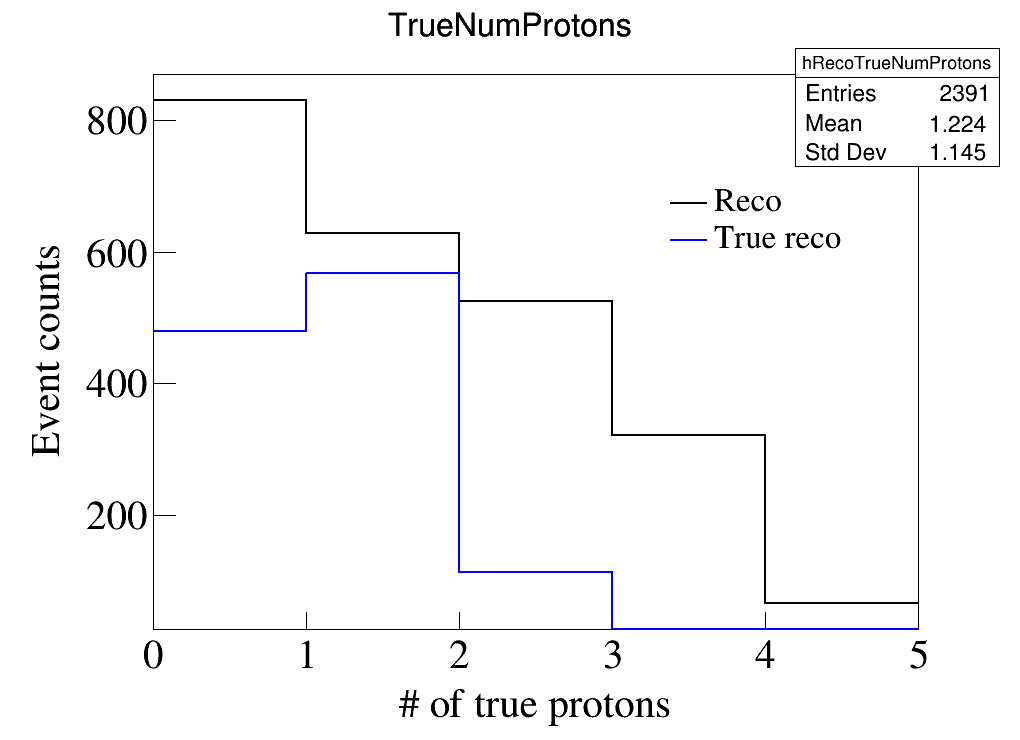 TrueNumProtons
hRecoTrueNumProtons
Entries 2391
Mean 1.224
Std Dev 1.145
Reco
True reco
800
600
400
200
Event counts
0 1 2 3 4 5
# of true protons